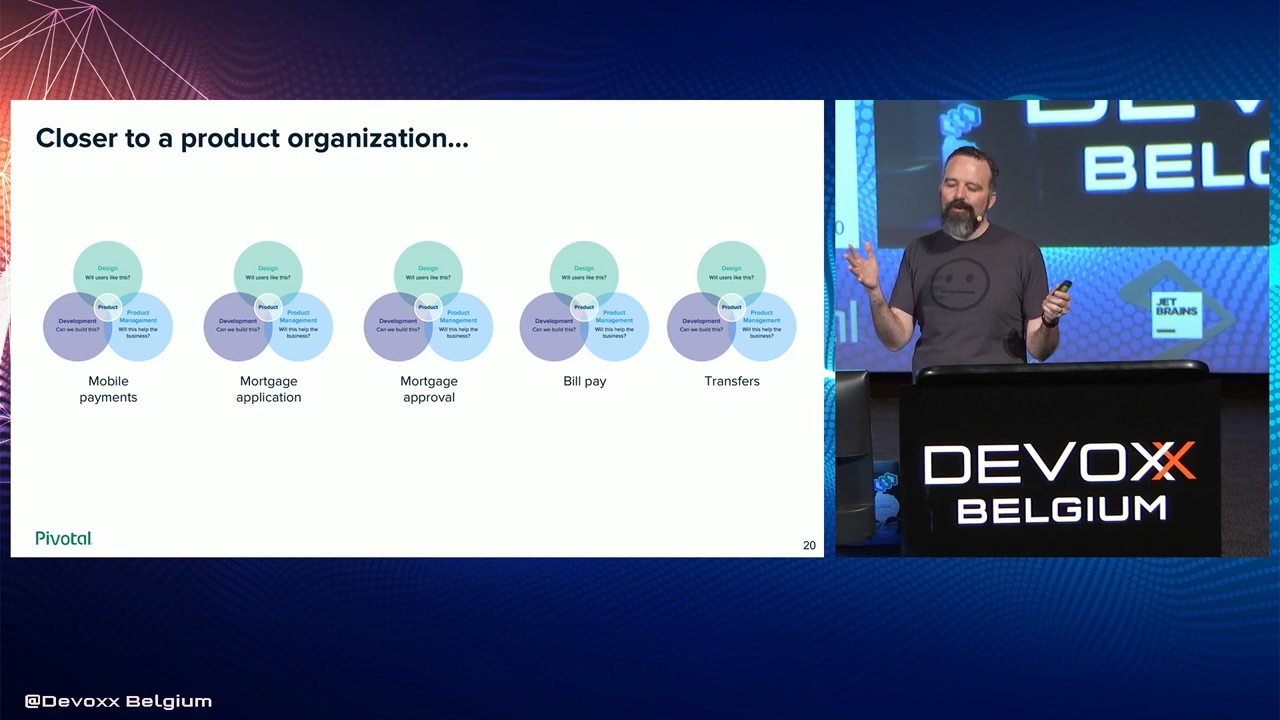 Closer to a product organization...
Design
Will users like this?
Product
Development
Can we build this?
Product
Management
Will this help the
business?
Mobile
payments
Design
Will users like this?
Product
Development
Can we build this?
Product
Management
Will this help the
business?
Mortgage
application
Design
Will users like this?
Product
Development
Can we build this?
Product
Management
Will this help the
business?
Mortgage
approval
Design
Will users like this?
Product
Development
Can we build this?
Product
Management
Will this help the
business?
Bill pay
Design
Will users like this?
Product
Development
Can we build this?
Product
Management
Will this help the
business?
Transfers
Pivotal
20
JET
BRAINS
DEVOXX
BELGIUM
@Devoxx Belgium